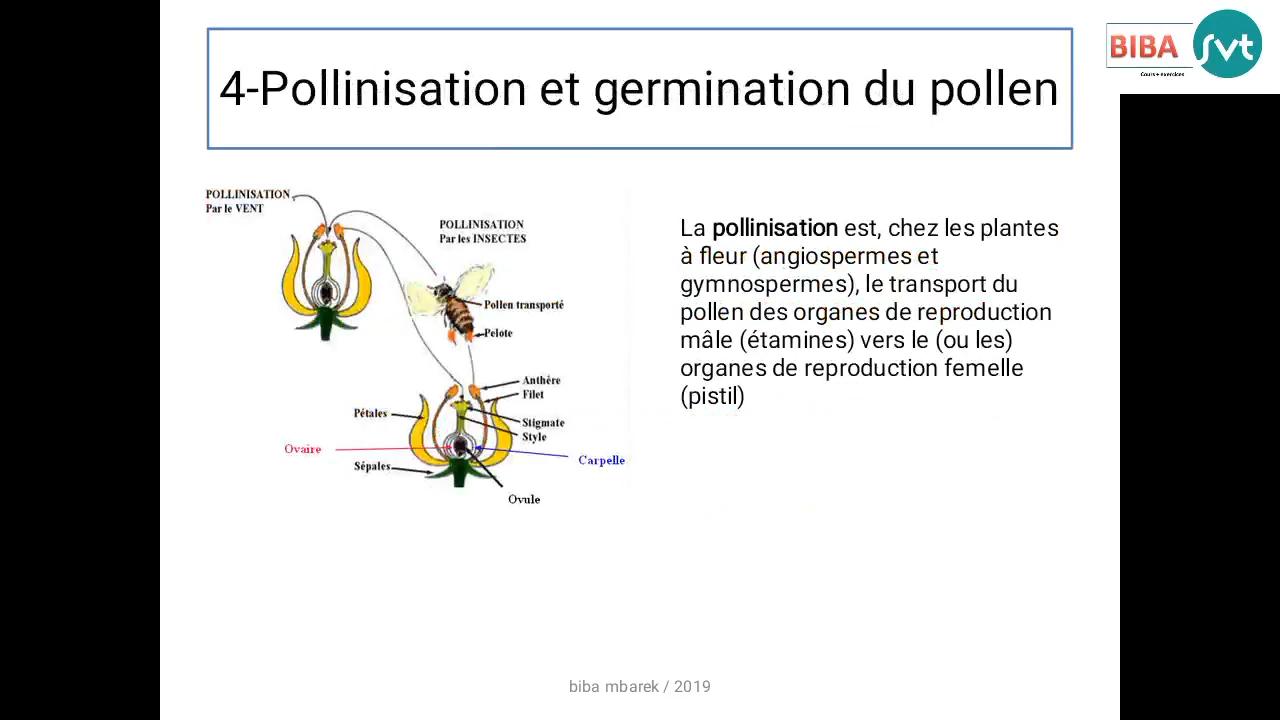 BIBA
svt
Cours + exercices
4-Pollinisation et germination du pollen
POLLINISATION
Par le VENT
POLLINISATION
Par les INSECTES
Pollen transporté
Pelote
Anthère
Filet
Pétales
Stigmate
Style
Ovaire
Carpelle
Sépales
Ovule
La pollinisation est, chez les plantes
à fleur (angiospermes et
gymnospermes), le transport du
pollen des organes de reproduction
mâle (étamines) vers le (ou les)
organes de reproduction femelle
(pistil)
biba mbarek / 2019